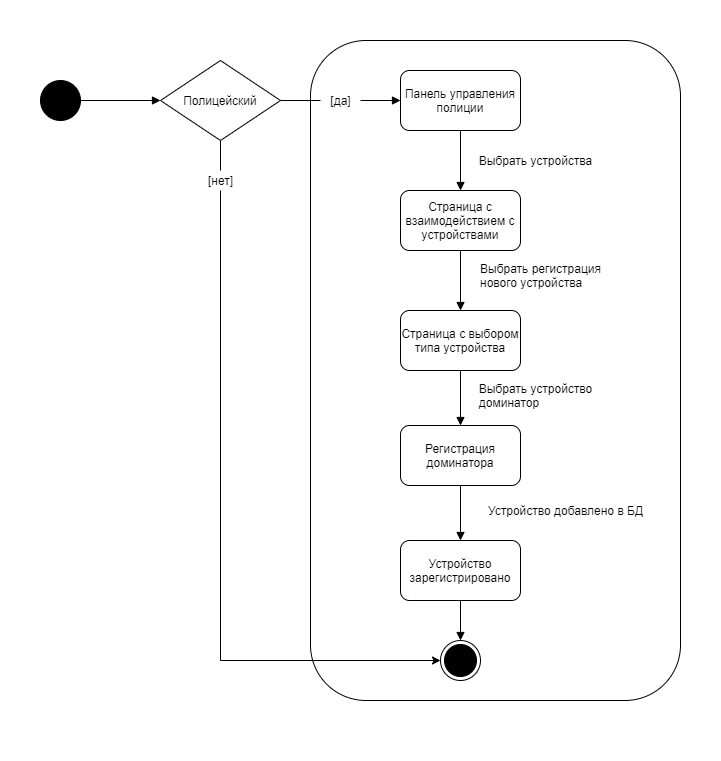 Полицейский
[да]
[нет]
Панель управления
полиции
Выбрать устройства
Страница с
взаимодействием с
устройствами
Выбрать регистрация
нового устройства
Страница с выбором
типа устройства
Выбрать устройство
доминатор
Регистрация
доминатора
Устройство добавлено в БД
Устройство
зарегистрировано